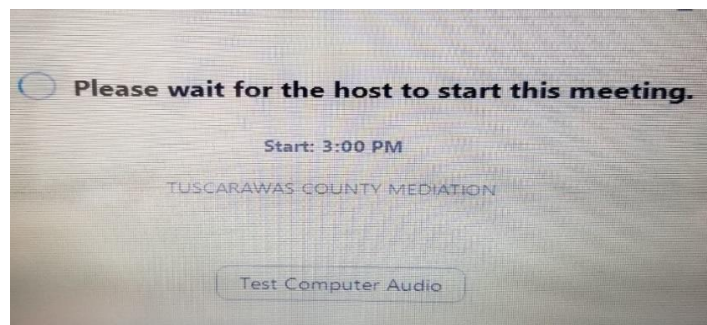 Please wait for the host to start this meeting.
Start: 3:00 PM
TUSCARAWAS COUNTY MEDIATION
Test Computer Audio